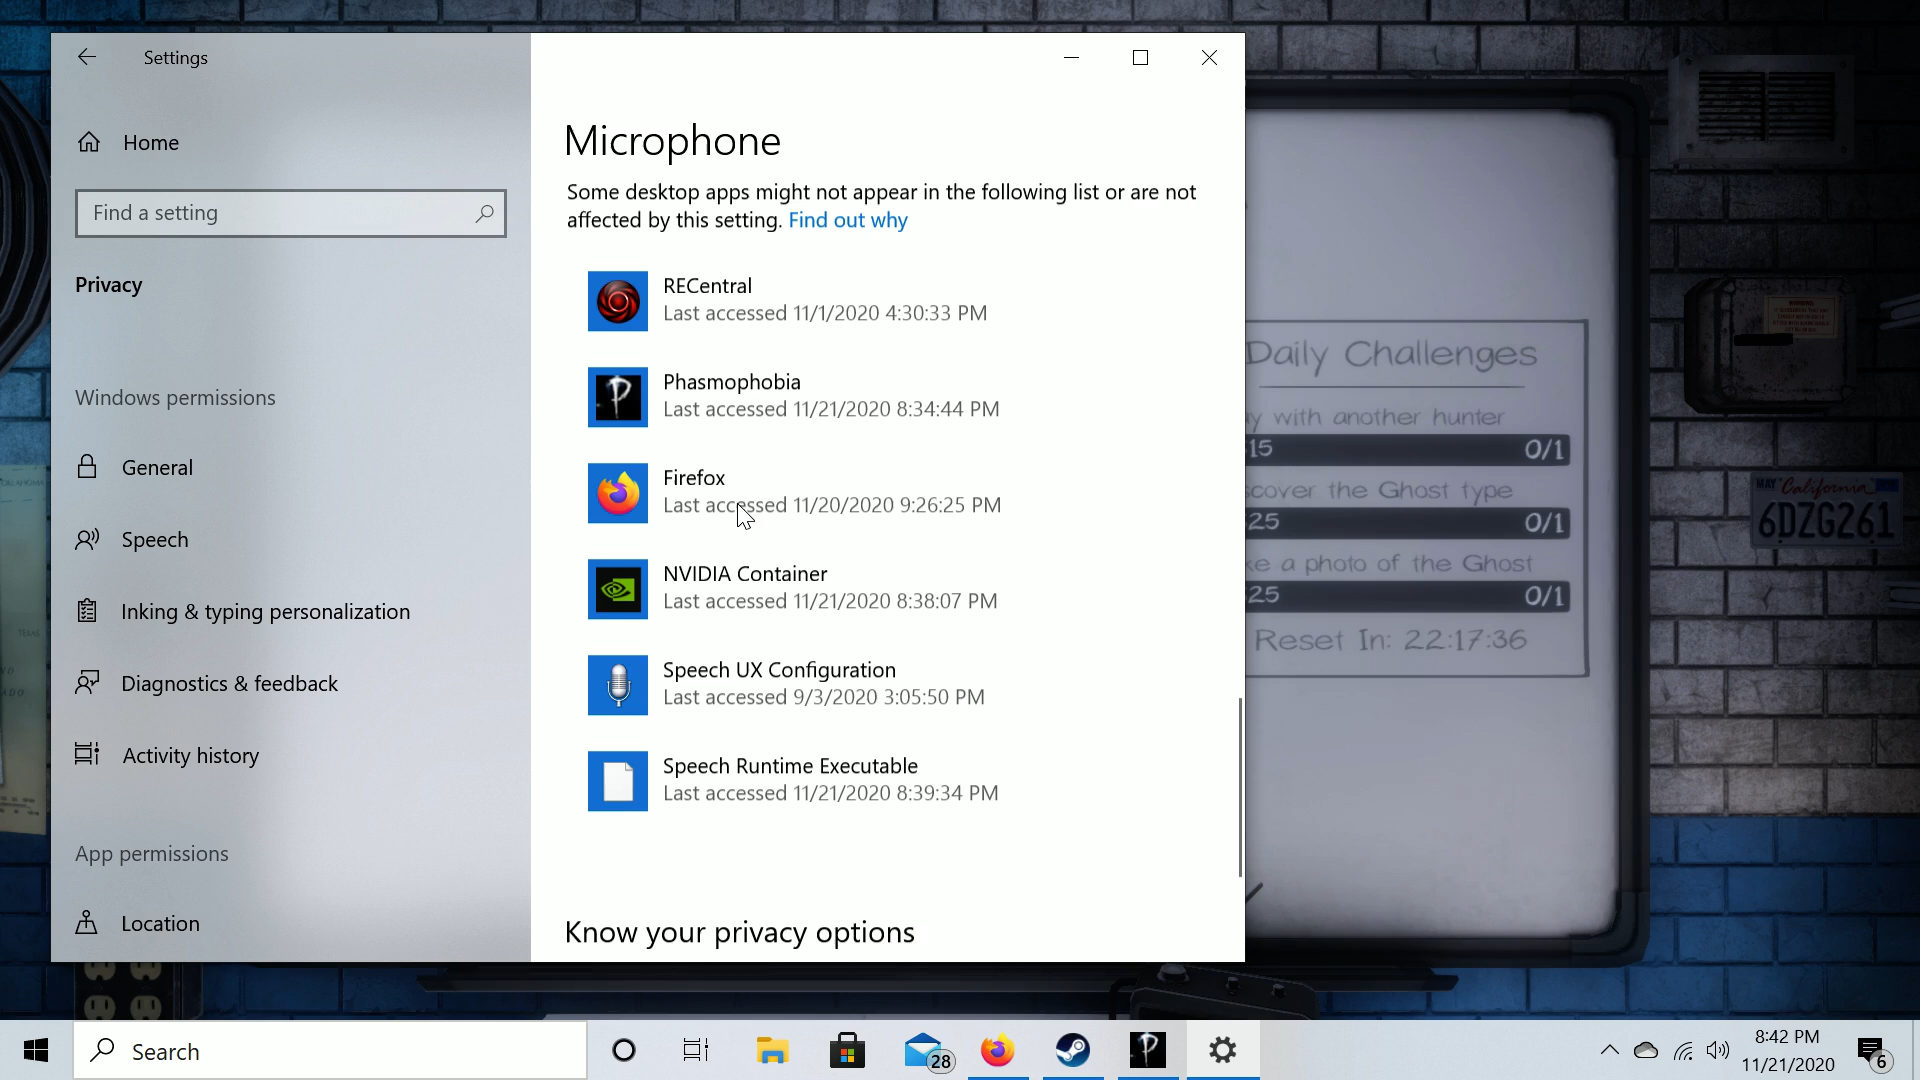 Settings
Home
Find a setting
Privacy
Windows permissions
General
Speech
Inking & typing personalization
Diagnostics & feedback
Activity history
App permissions
Location
Microphone
Some desktop apps might not appear in the following list or are not
affected by this setting. Find out why
RECentral
Last accessed 11/1/2020 4:30:33 PM
Phasmophobia
Last accessed 11/21/2020 8:34:44 PM
Firefox
Last accessed 11/20/2020 9:26:25 PM
NVIDIA Container
Last accessed 11/21/2020 8:38:07 PM
Speech UX Configuration
Last accessed 9/3/2020 3:05:50 PM
Speech Runtime Executable
Last accessed 11/21/2020 8:39:34 PM
Know your privacy options
Daily Challenges
with another hunter
15 0/1
the Ghost type
25 0/1
a photo of the Ghost
25 0/1
Reset In: 22:17:36
WARNING
MAY California
6DZG261
TEXAS
Search
28
8:42 PM
11/21/2020
6